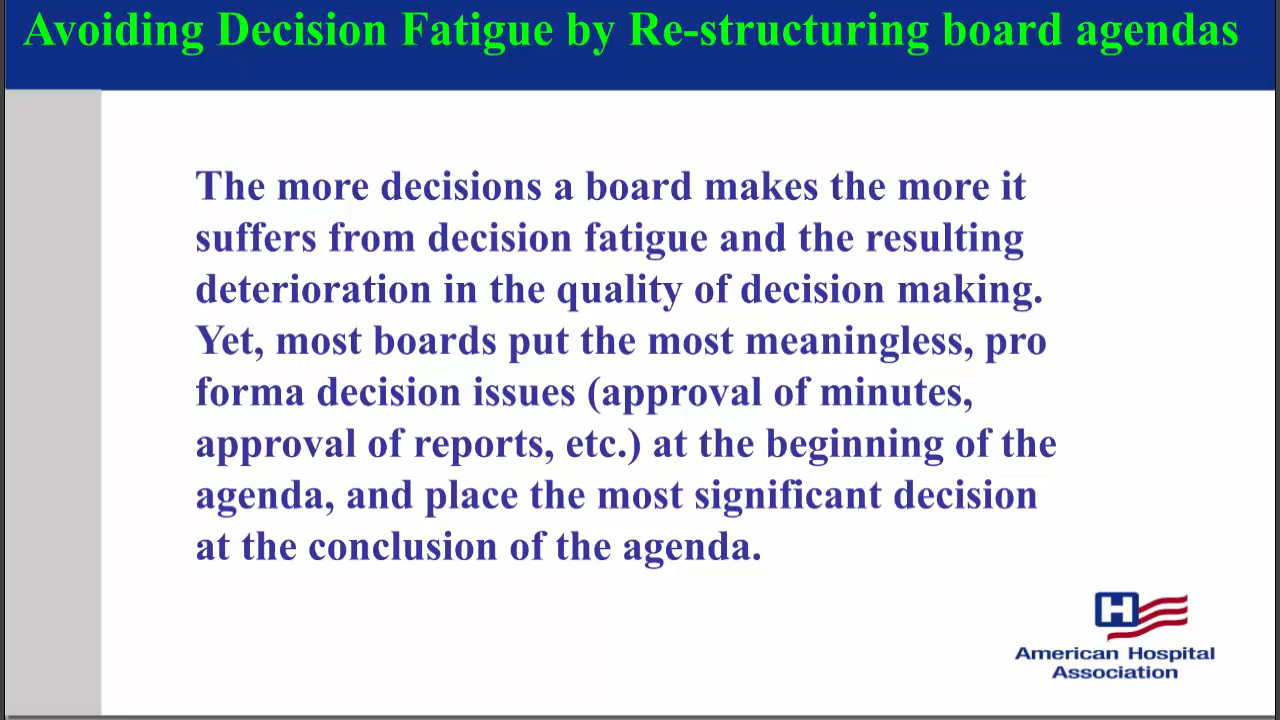 Avoiding Decision Fatigue by Re-structuring board agendas
The more decisions a board makes the more it
suffers from decision fatigue and the resulting
deterioration in the quality of decision making.
Yet, most boards put the most meaningless, pro
forma decision issues (approval of minutes,
approval of reports, etc.) at the beginning of the
agenda, and place the most significant decision
at the conclusion of the agenda.
H
American Hospital
Association